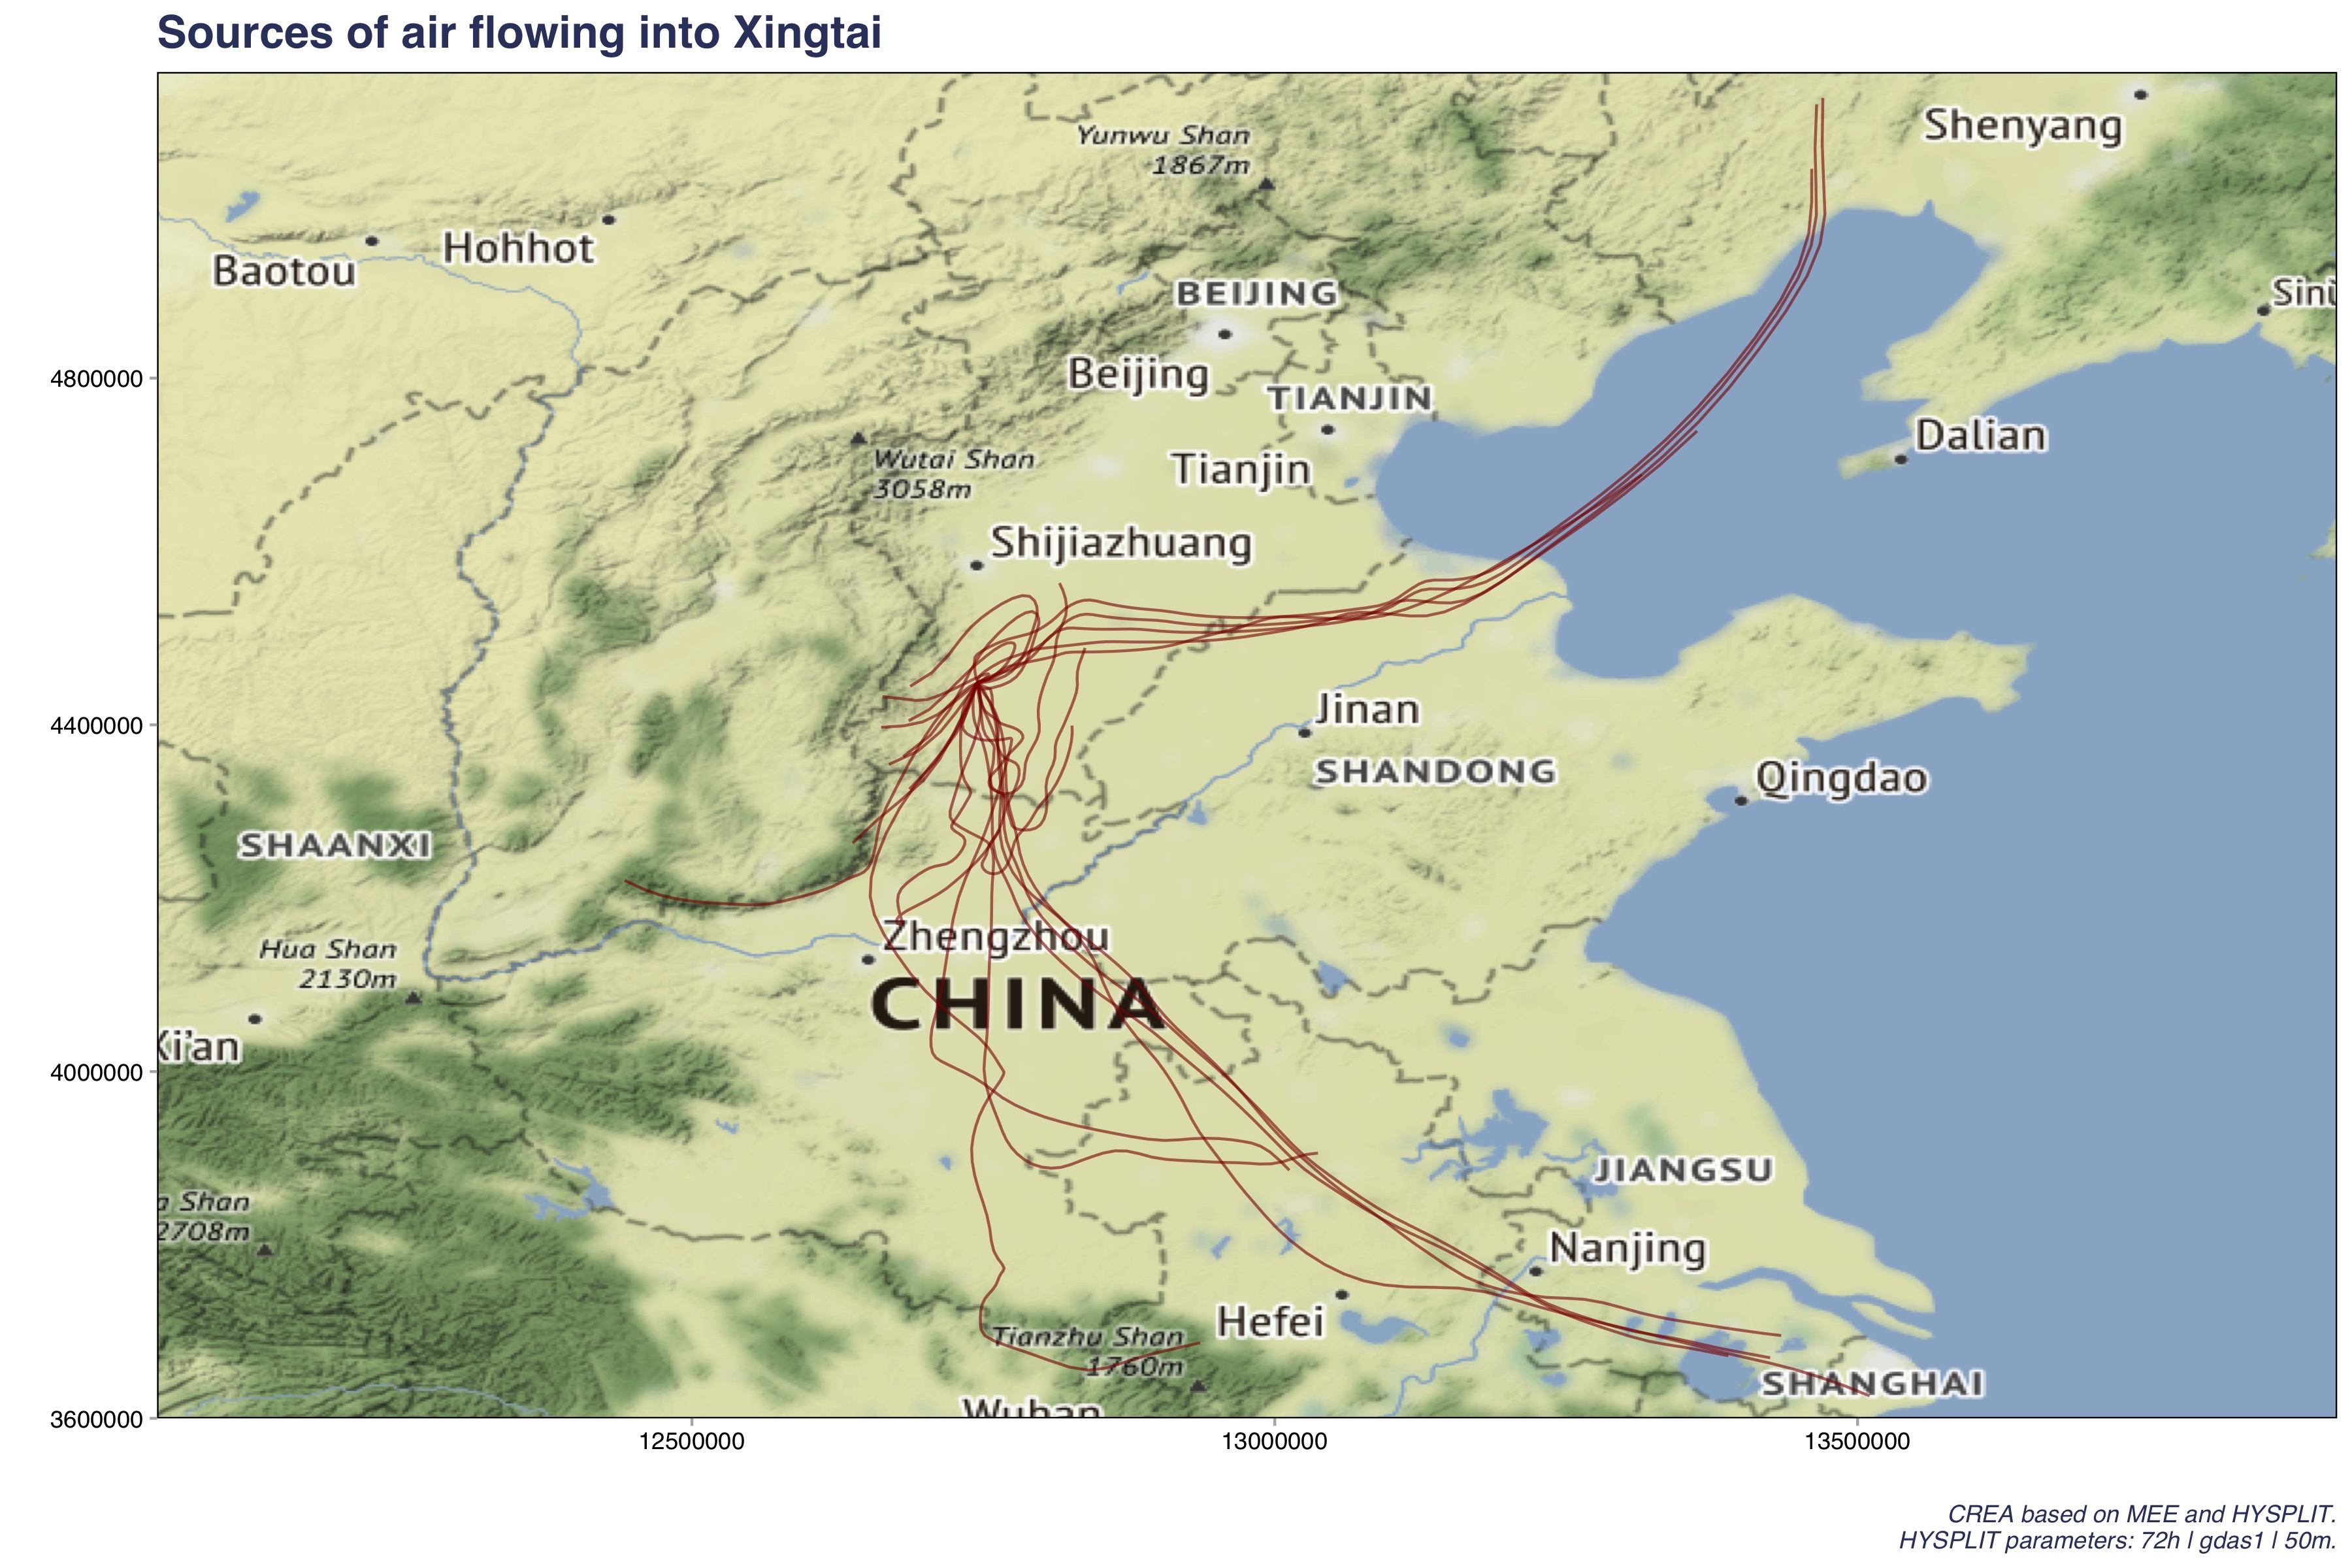 Sources of air flowing into Xingtai
Yunwu Shan
1867m
Shenyang
Hohhot
Baotou
BEIJING
Sinu
Beijing
TIANJIN
4800000
Dalian
Wutai Shan
3058m
Tianjin
Shijiazhuang
Jinan
4400000
SHANDONG
Qingdao
SHAANXI
Zhengzhou
Hua Shan
2130m
CHINA
Xi'an
4000000
JIANGSU
a Shan
2708m
Nanjing
Hefei
Tianzhu Shan
1760m
SHANGHAI
Wuhan
3600000
12500000
13000000
13500000
CREA based on MEE and HYSPLIT.
HYSPLIT parameters: 72h | gdas1 | 50m.